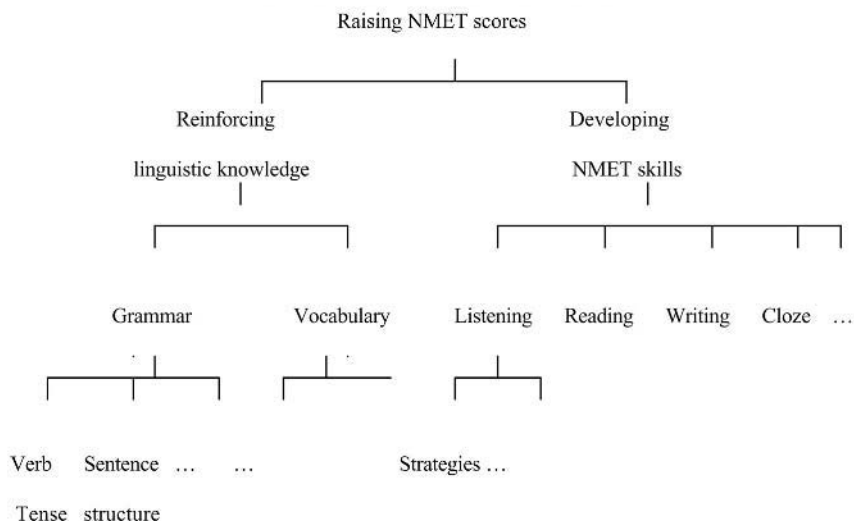 Raising NMET scores
Reinforcing Developing
linguistic knowledge NMET skills
Grammar Vocabulary Listening Reading Writing Cloze …
Verb Sentence … … Strategies …
Tense structure